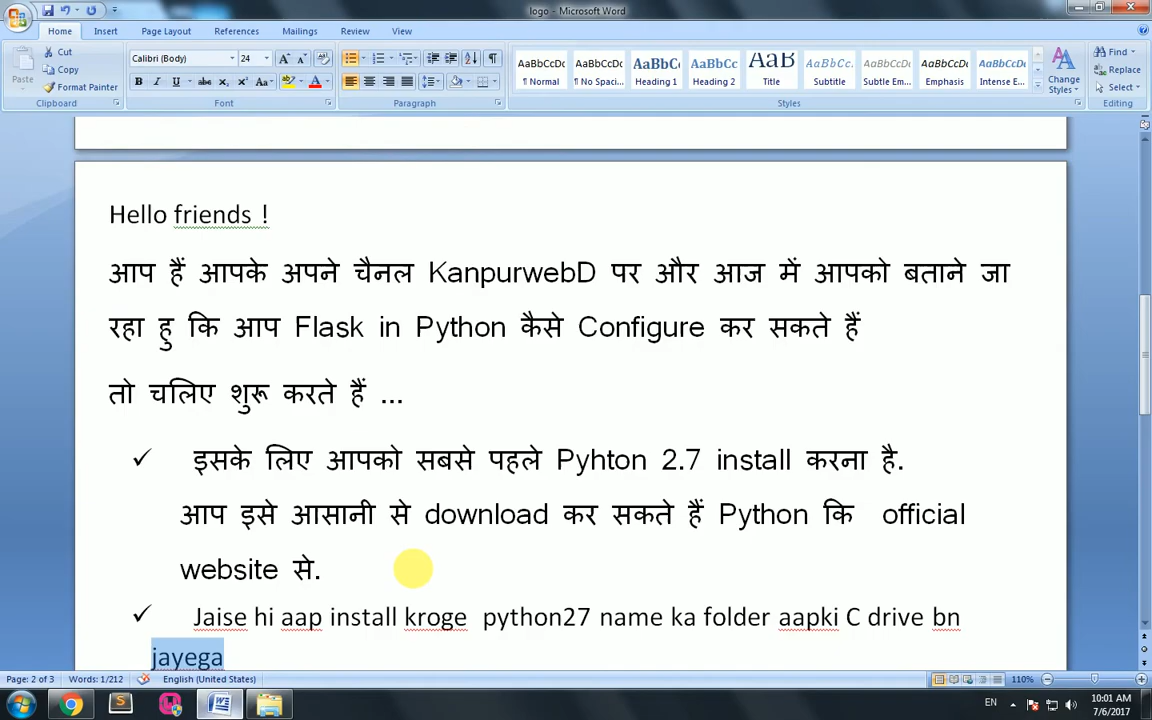 logo - Microsoft Word
Home Insert Page Layout References Mailings Review View
Cut
Copy
Format Painter
Paste
Clipboard
Calibri (Body) 24
Font
Paragraph
AaBbCcDc AaBbCcDc AaBbC AaBbCc AaB AaBbCc. AaBbCcDc AaBbCcDc AaBbCcDc
¶ Normal ¶ No Spaci... Heading 1 Heading 2 Title Subtitle Subtle Em... Emphasis Intense E...
Change Styles
Styles
Find
Replace
Select
Editing
Hello friends !
आप हैं आपके अपने चैनल KanpurwebD पर और आज में आपको बताने जा
रहा हु कि आप Flask in Python कैसे Configure कर सकते हैं
तो चलिए शुरू करते हैं ...
✓ इसके लिए आपको सबसे पहले Pyhton 2.7 install करना है.
आप इसे आसानी से download कर सकते हैं Python कि official
website से.
✓ Jaise hi aap install kroge python27 name ka folder aapki C drive bn
jayega
Page: 2 of 3 Words: 1/212 English (United States) 110%
EN 10:01 AM
7/6/2017